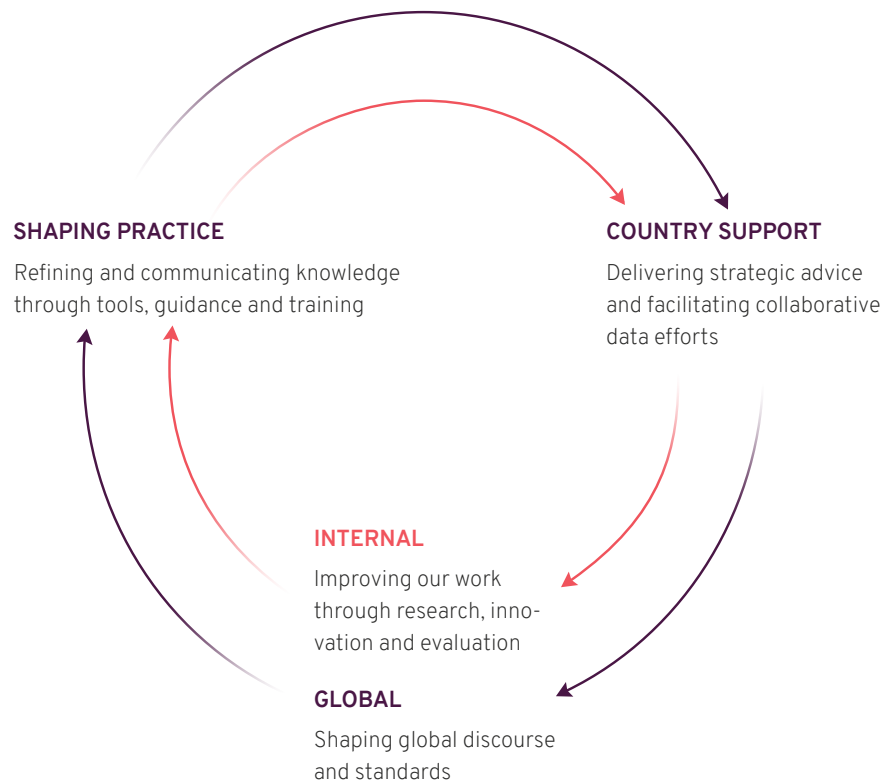 SHAPING PRACTICE
Refining and communicating knowledge
through tools, guidance and training
COUNTRY SUPPORT
Delivering strategic advice
and facilitating collaborative
data efforts
INTERNAL
Improving our work
through research, inno-
vation and evaluation
GLOBAL
Shaping global discourse
and standards